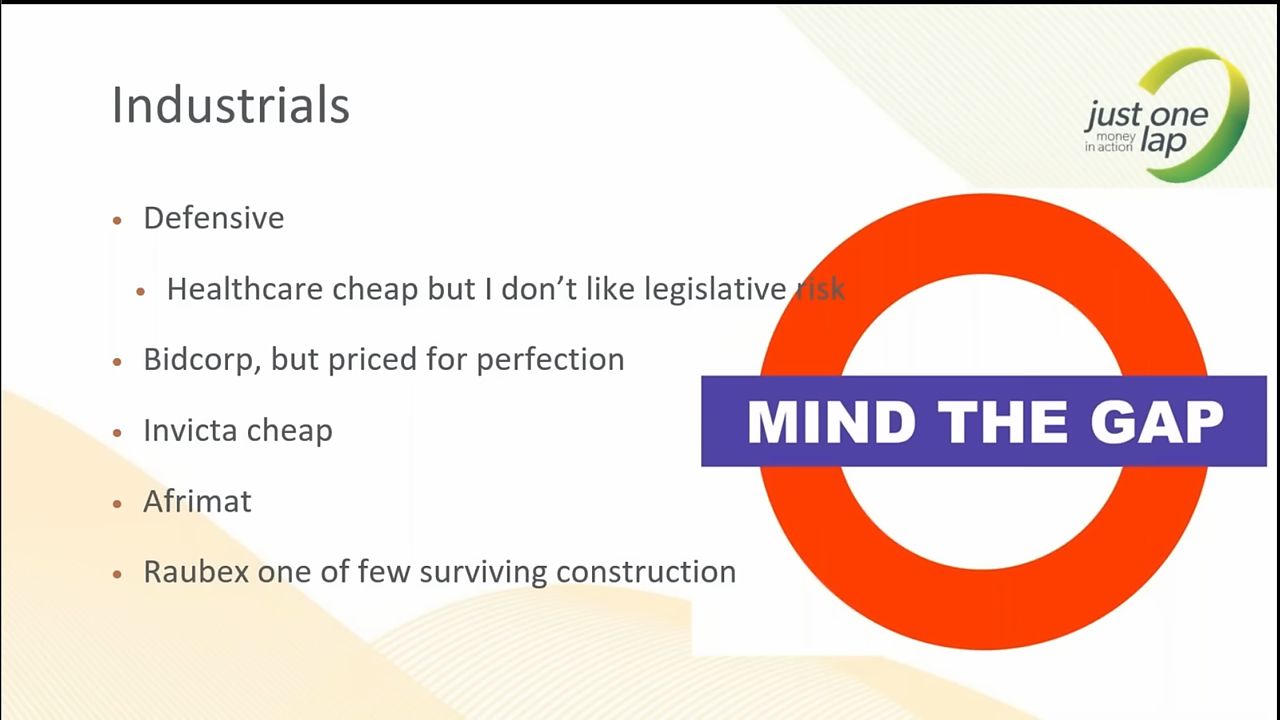 Industrials
just one
money
in action lap
Defensive
Healthcare cheap but I don’t like legislative risk
Bidcorp, but priced for perfection
MIND THE GAP
Invicta cheap
Afrimat
Raubex one of few surviving construction